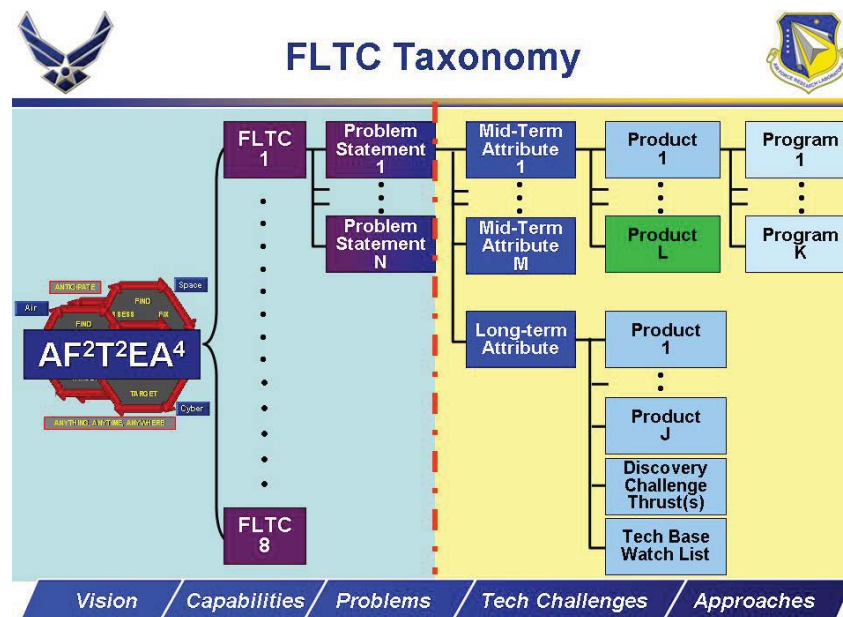 FLTC Taxonomy
FLTC
1
Problem
Statement
1
Mid-Term
Attribute
1
Product
1
Program
1
Problem
Statement
N
Mid-Term
Attribute
M
Product
L
Program
K
ANTICIPATE
Space
Air
FIND
FIX
FIND
AF²T²EA⁴
TARGET
Cyber
ANYTHING, ANYTIME, ANYWHERE
Long-term
Attribute
Product
1
Product
J
Discovery
Challenge
Thrust(s)
Tech Base
Watch List
FLTC
8
Vision
Capabilities
Problems
Tech Challenges
Approaches